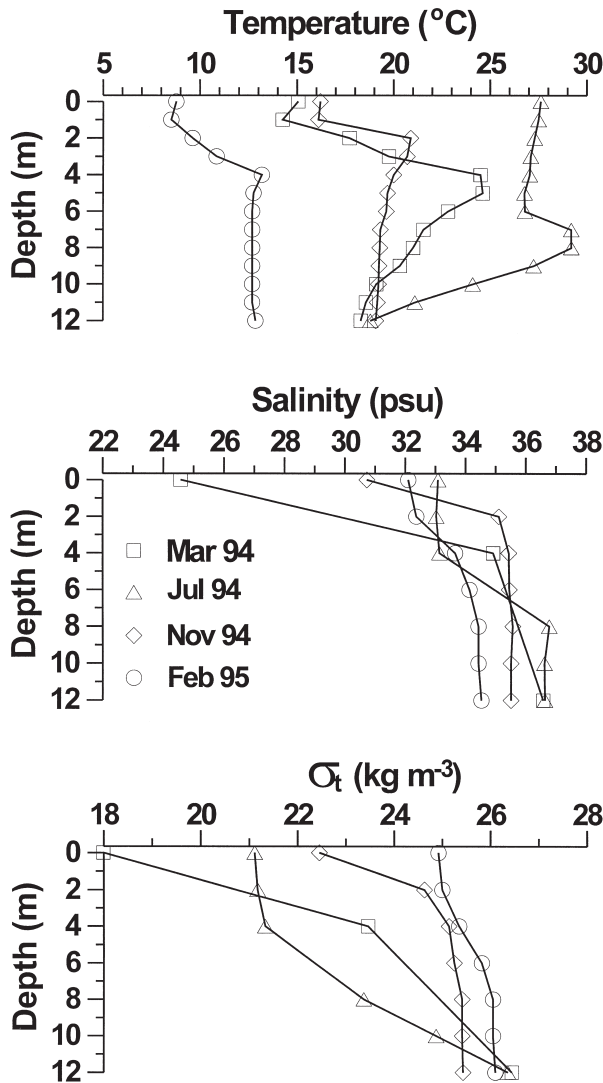 Temperature (°C)
5 10 15 20 25 30
Depth (m)
0
2
4
6
8
10
12
Salinity (psu)
22 24 26 28 30 32 34 36 38
Depth (m)
0
2
4
6
8
10
12
Mar 94
Jul 94
Nov 94
Feb 95
σt (kg m-3)
18 20 22 24 26 28
Depth (m)
0
2
4
6
8
10
12